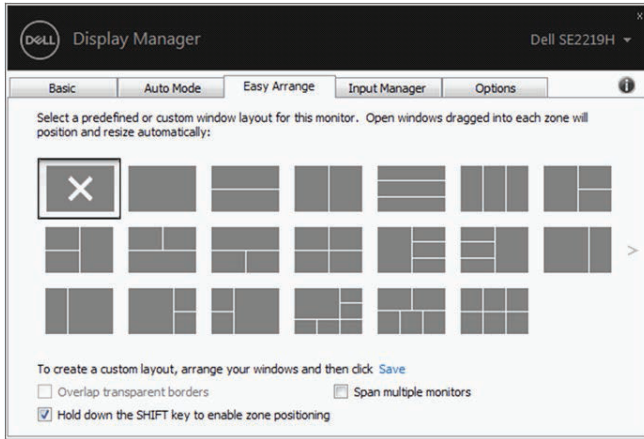 x
DELL Display Manager Dell SE2219H
Basic Auto Mode Easy Arrange Input Manager Options
Select a predefined or custom window layout for this monitor. Open windows dragged into each zone will
position and resize automatically:
To create a custom layout, arrange your windows and then click Save
Overlap transparent borders Span multiple monitors
Hold down the SHIFT key to enable zone positioning